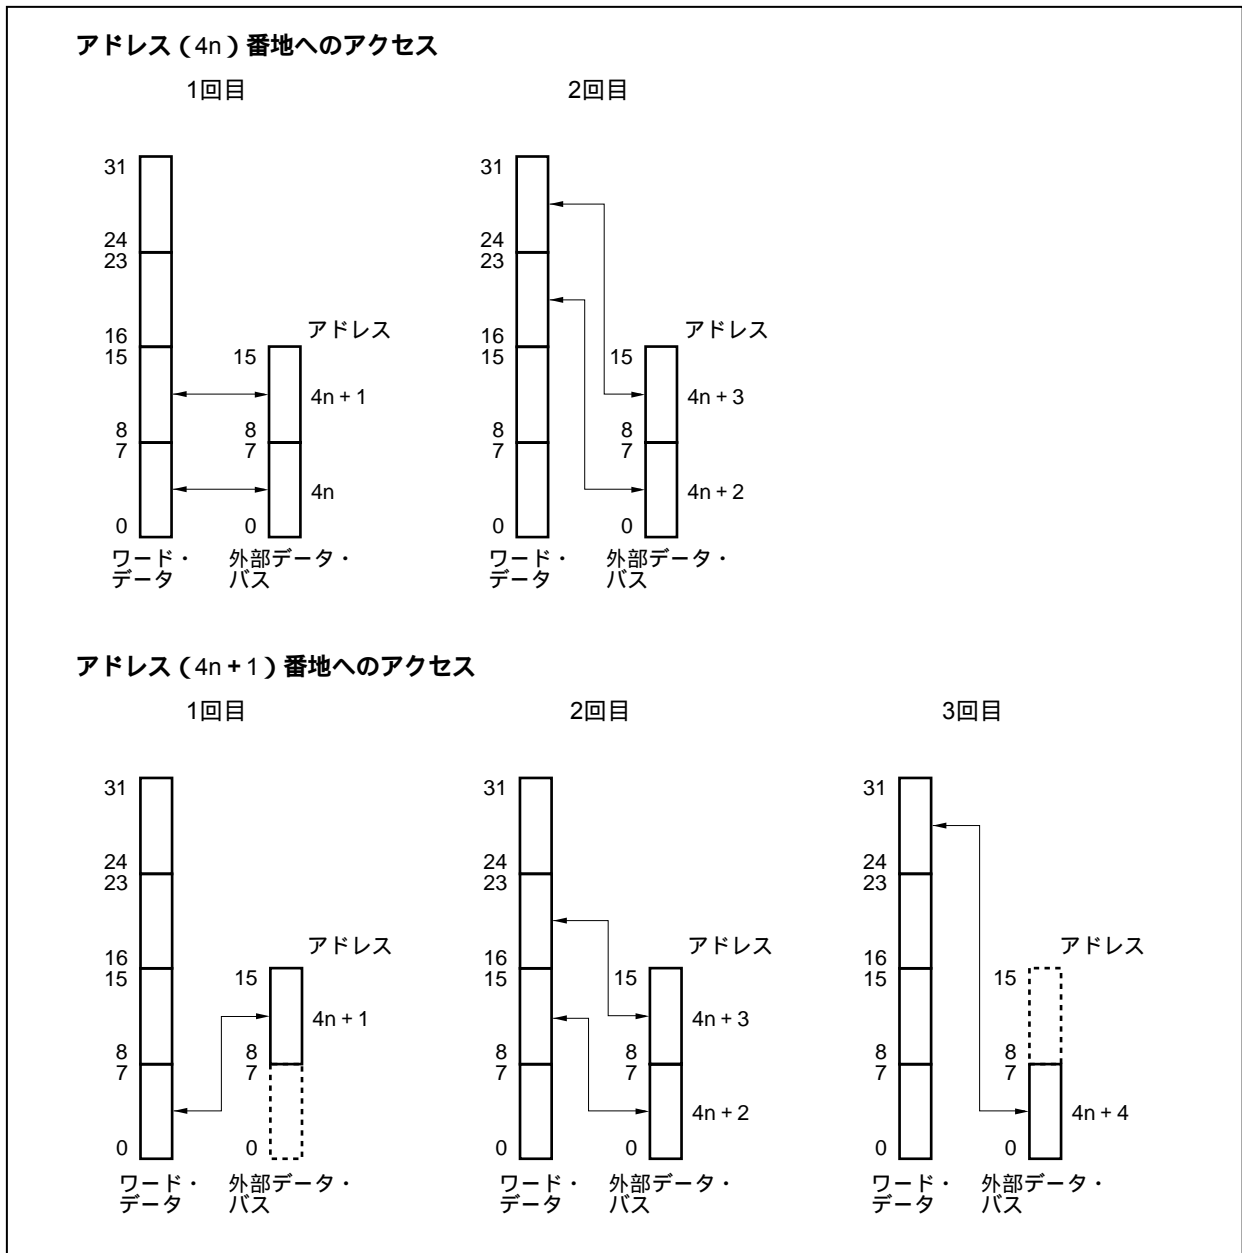 アドレス（4n）番地へのアクセス
1回目
2回目
31
24
23
16
15
8
7
0
アドレス
15
8
7
0
4n + 1
4n
ワード・
データ
外部データ・
バス
31
24
23
16
15
8
7
0
アドレス
15
8
7
0
4n + 3
4n + 2
ワード・
データ
外部データ・
バス
アドレス（4n + 1）番地へのアクセス
1回目
2回目
3回目
31
24
23
16
15
8
7
0
アドレス
15
8
7
0
4n + 1
ワード・
データ
外部データ・
バス
31
24
23
16
15
8
7
0
アドレス
15
8
7
0
4n + 3
4n + 2
ワード・
データ
外部データ・
バス
31
24
23
16
15
8
7
0
アドレス
15
8
7
0
4n + 4
ワード・
データ
外部データ・
バス